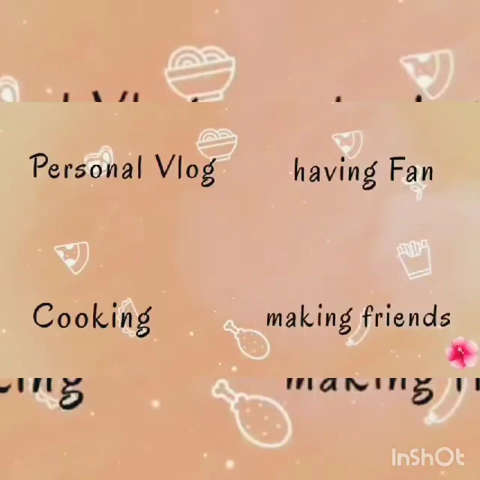 Personal Vlog
having Fan
Cooking
making friends
InShOt